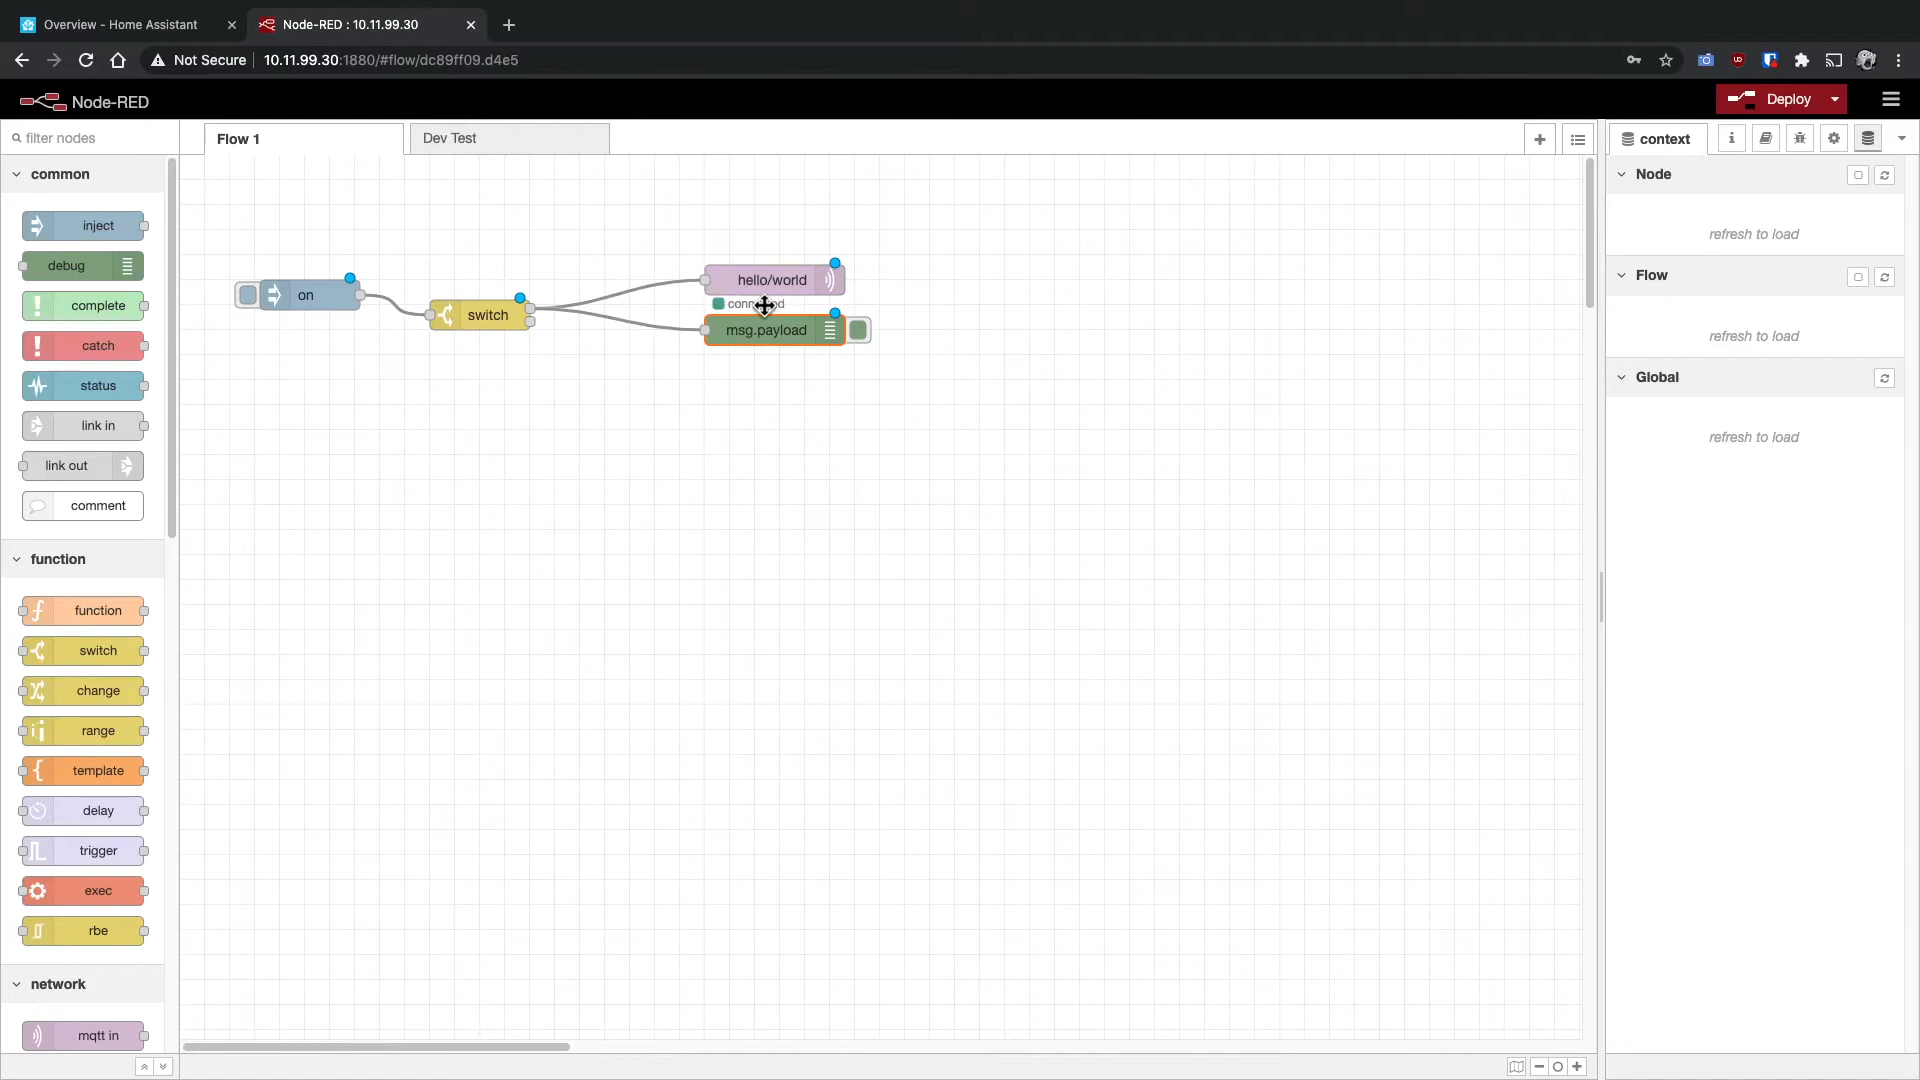 Overview - Home Assistant
Node-RED : 10.11.99.30
Not Secure
10.11.99.30:1880/#flow/dc89ff09.d4e5
Node-RED
Deploy
filter nodes
Flow 1
Dev Test
context
common
inject
debug
complete
catch
status
link in
link out
comment
function
function
switch
change
range
template
delay
trigger
exec
rbe
network
mqtt in
on
switch
hello/world
msg.payload
Node
refresh to load
Flow
refresh to load
Global
refresh to load